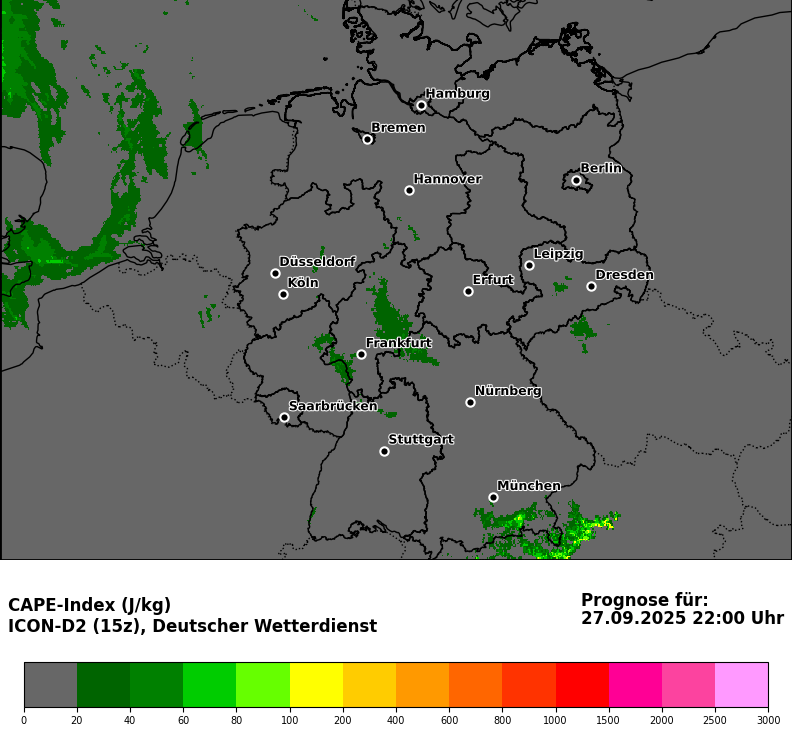 Hamburg
Bremen
Berlin
Hannover
Leipzig
Düsseldorf
Dresden
Köln
Erfurt
Frankfurt
Nürnberg
Saarbrücken
Stuttgart
München
CAPE-Index (J/kg)
ICON-D2 (15z), Deutscher Wetterdienst
Prognose für:
27.09.2025 22:00 Uhr
0 20 40 60 80 100 200 400 600 800 1000 1500 2000 2500 3000